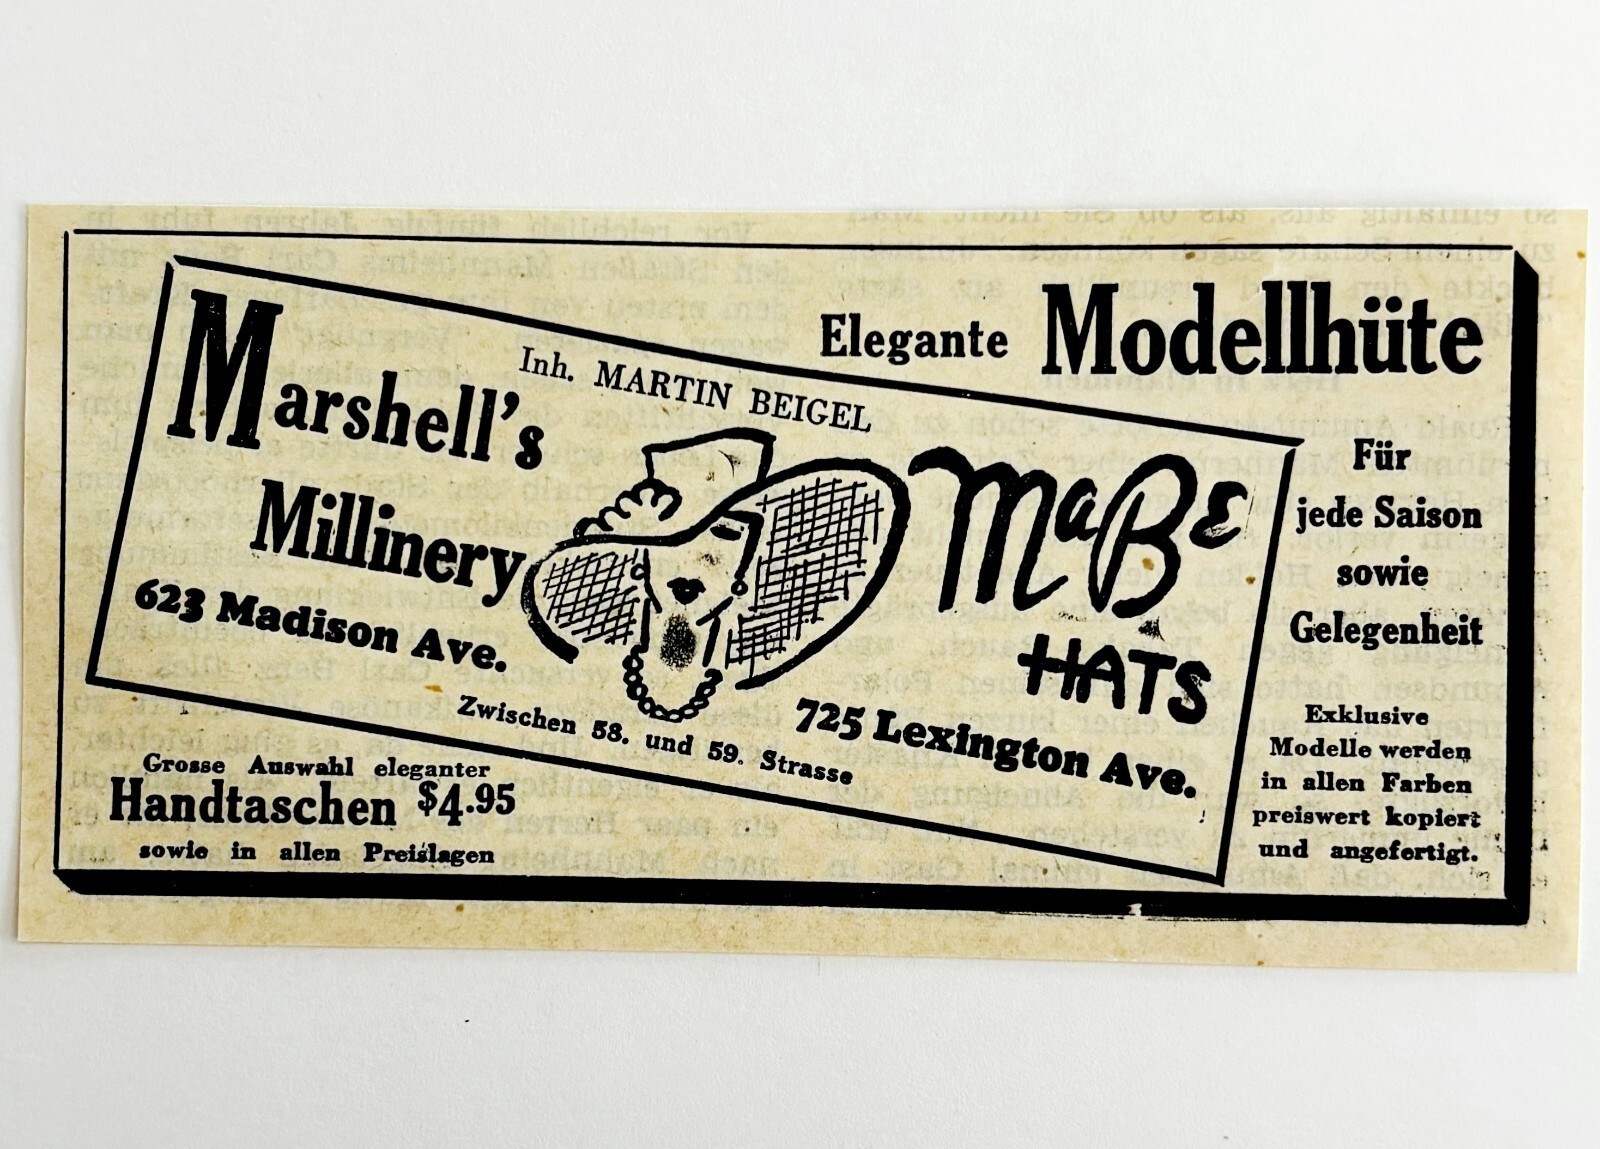 Elegante Modellhüte
Marshell's
Millinery
Inh. MARTIN BEIGEL
623 Madison Ave.
MaBe
HATS
725 Lexington Ave.
Zwischen 58. und 59. Strasse
Für
jede Saison
sowie
Gelegenheit
Exklusive
Modelle werden
in allen Farben
preiswert kopiert
und angefertigt.
Grosse Auswahl eleganter
Handtaschen $4.95
sowie in allen Preislagen